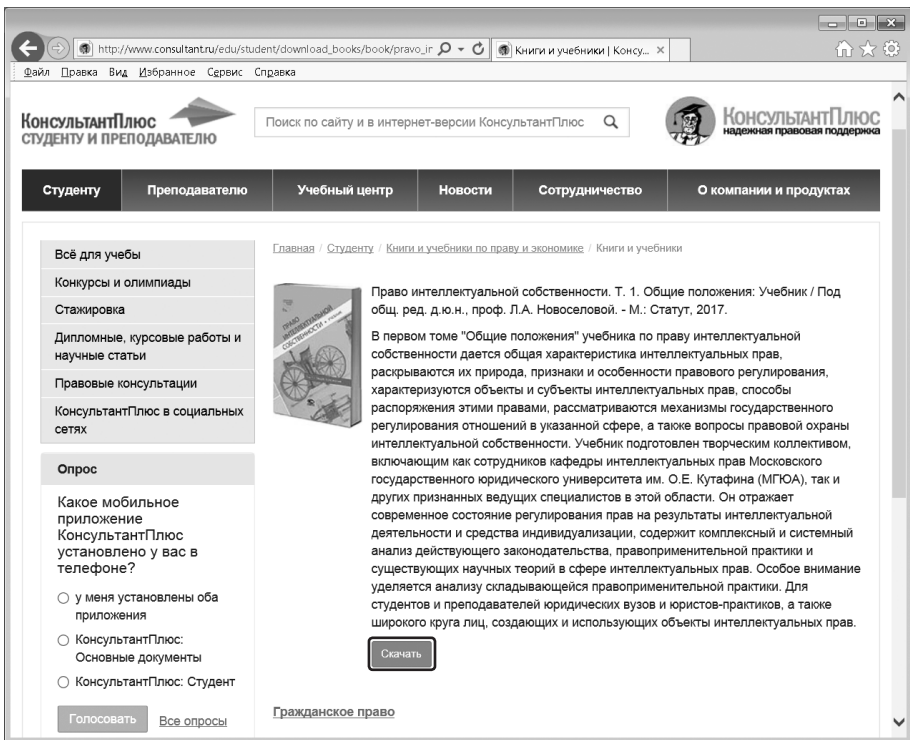 http://www.consultant.ru/edu/student/download_books/book/pravo_ir
Книги и учебники | Консу...
Файл Правка Вид Избранное Сервис Справка
КонсультантПлюс
СТУДЕНТУ И ПРЕПОДАВАТЕЛЮ
Поиск по сайту и в интернет-версии КонсультантПлюс
КонсультантПлюс
надежная правовая поддержка
Студенту Преподавателю Учебный центр Новости Сотрудничество О компании и продуктах
Всё для учебы
Конкурсы и олимпиады
Стажировка
Дипломные, курсовые работы и
научные статьи
Правовые консультации
КонсультантПлюс в социальных
сетях
Опрос
Какое мобильное
приложение
КонсультантПлюс
установлено у вас в
телефоне?
у меня установлены оба
приложения
КонсультантПлюс:
Основные документы
КонсультантПлюс: Студент
Голосовать Все опросы
Главная / Студенту / Книги и учебники по праву и экономике / Книги и учебники
ПРАВО
ИНТЕЛЛЕКТУАЛЬНОЙ
СОБСТВЕННОСТИ
Право интеллектуальной собственности. Т. 1. Общие положения: Учебник / Под
общ. ред. д.ю.н., проф. Л.А. Новоселовой. - М.: Статут, 2017.
В первом томе "Общие положения" учебника по праву интеллектуальной
собственности дается общая характеристика интеллектуальных прав,
раскрываются их природа, признаки и особенности правового регулирования,
характеризуются объекты и субъекты интеллектуальных прав, способы
распоряжения этими правами, рассматриваются механизмы государственного
регулирования отношений в указанной сфере, а также вопросы правовой охраны
интеллектуальной собственности. Учебник подготовлен творческим коллективом,
включающим как сотрудников кафедры интеллектуальных прав Московского
государственного юридического университета им. О.Е. Кутафина (МГЮА), так и
других признанных ведущих специалистов в этой области. Он отражает
современное состояние регулирования прав на результаты интеллектуальной
деятельности и средства индивидуализации, содержит комплексный и системный
анализ действующего законодательства, правоприменительной практики и
существующих научных теорий в сфере интеллектуальных прав. Особое внимание
уделяется анализу складывающейся правоприменительной практики. Для
студентов и преподавателей юридических вузов и юристов-практиков, а также
широкого круга лиц, создающих и использующих объекты интеллектуальных прав.
Скачать
Гражданское право